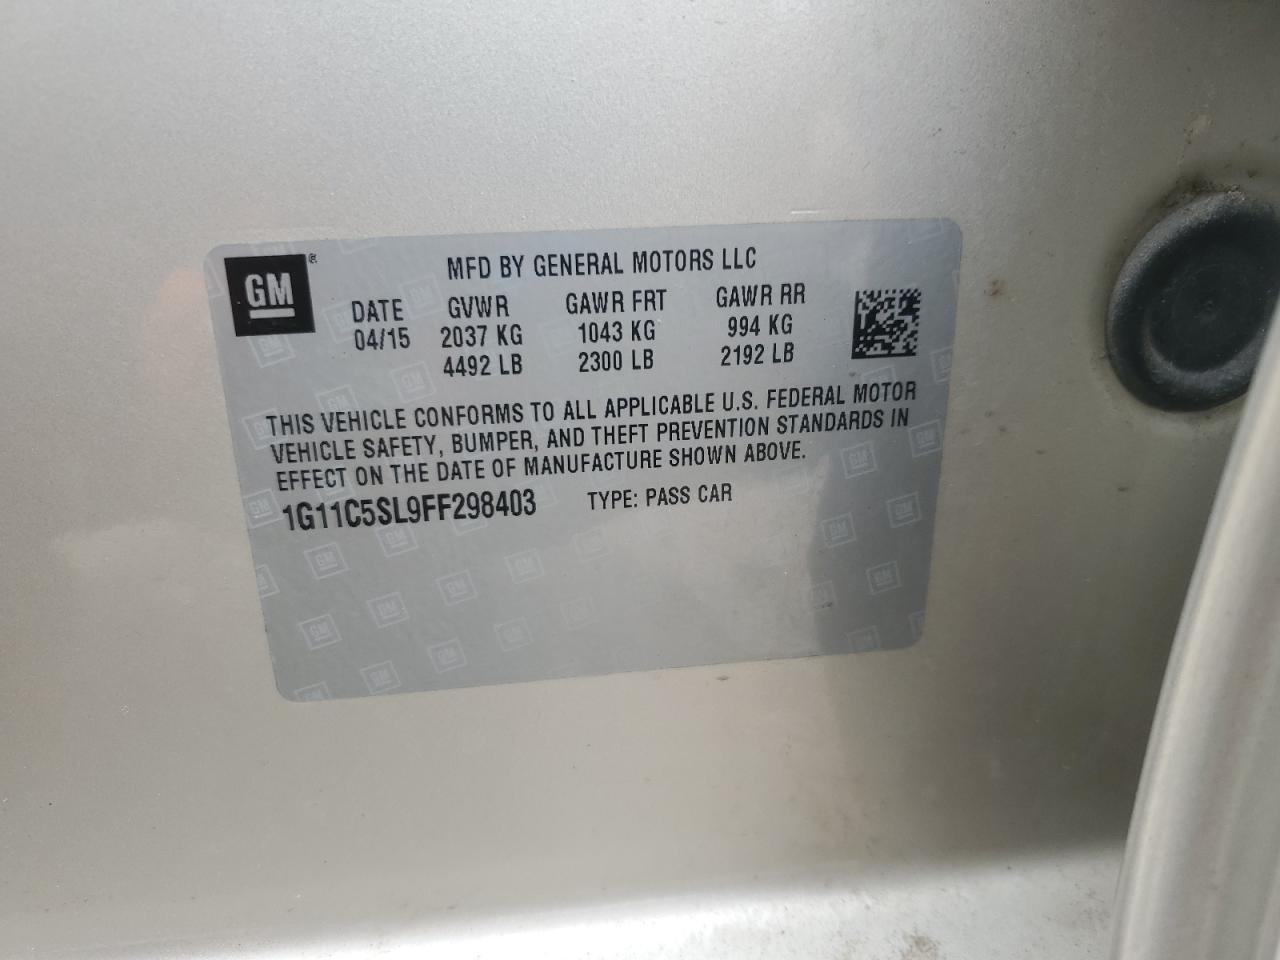 GM®
MFD BY GENERAL MOTORS LLC
DATE GVWR GAWR FRT GAWR RR
04/15 2037 KG 1043 KG 994 KG
4492 LB 2300 LB 2192 LB
THIS VEHICLE CONFORMS TO ALL APPLICABLE U.S. FEDERAL MOTOR
VEHICLE SAFETY, BUMPER, AND THEFT PREVENTION STANDARDS IN
EFFECT ON THE DATE OF MANUFACTURE SHOWN ABOVE.
1G11C5SL9FF298403 TYPE: PASS CAR